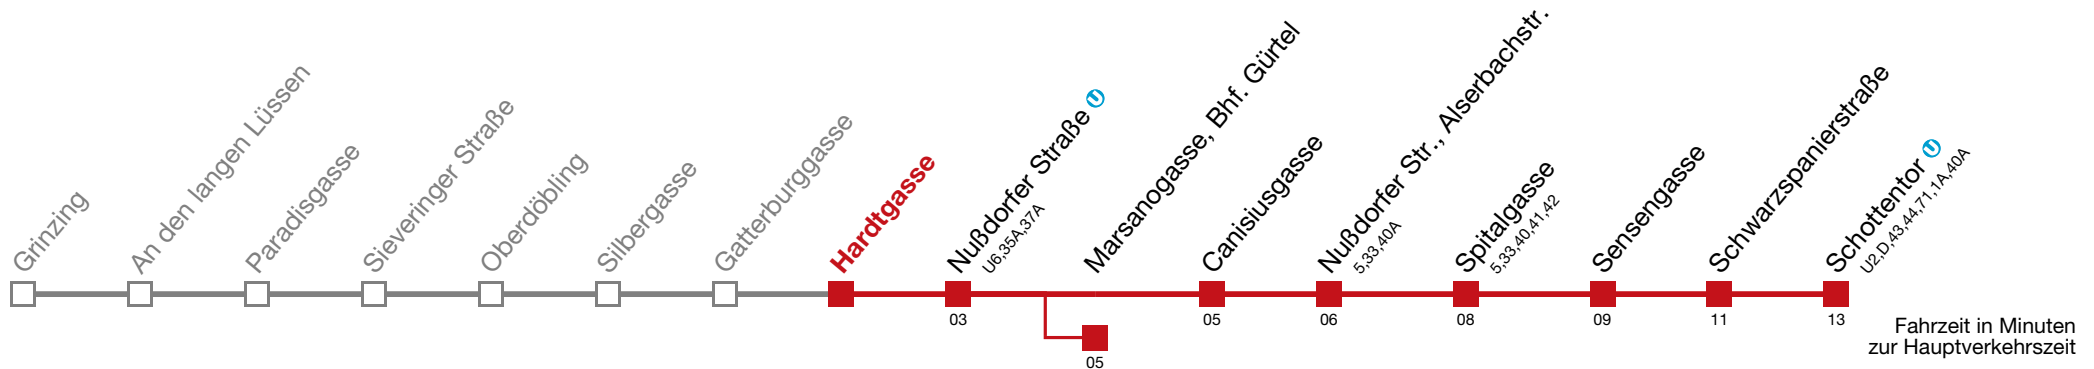 Grinzing
An den langen Lüssen
Paradisgasse
Sieveringer Straße
Oberdöbling
Silbergasse
Gatterburggasse
Hardtgasse
Nußdorfer Straße U
U6,35A,37A
Marsanogasse, Bhf. Gürtel
Canisiusgasse
Nußdorfer Str., Alserbachstr.
5,33,40A
Spitalgasse
5,33,40,41,42
Sensengasse
Schwarzspanierstraße
Schottentor U
U2,D,43,44,71,1A,40A
03
05
05
06
08
09
11
13
Fahrzeit in Minuten
zur Hauptverkehrszeit